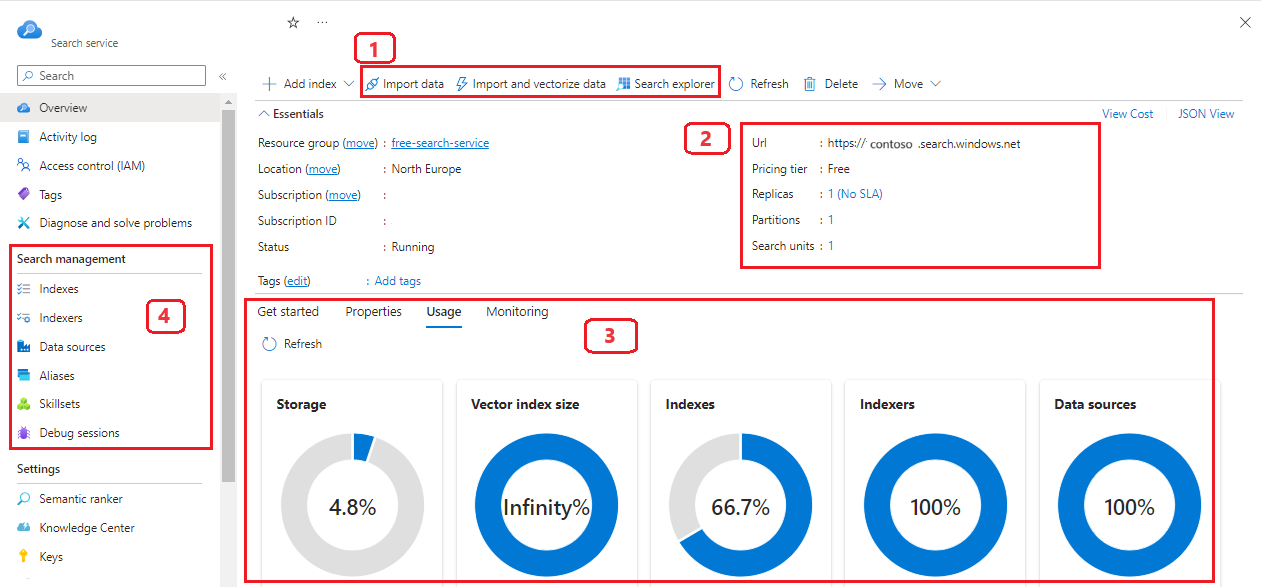 Search service
...
1
Search «
+ Add index Import data Import and vectorize data Search explorer Refresh Delete Move
Overview
Activity log
Access control (IAM)
Tags
Diagnose and solve problems
Search management
Indexes
Indexers
Data sources
Aliases
Skillsets
Debug sessions
4
Settings
Semantic ranker
Knowledge Center
Keys
Essentials
View Cost JSON View
Resource group (move) : free-search-service
Location (move) : North Europe
Subscription (move) :
Subscription ID :
Status : Running
Tags (edit) : Add tags
2
Url : https:// contoso .search.windows.net
Pricing tier : Free
Replicas : 1 (No SLA)
Partitions : 1
Search units : 1
Get started Properties Usage Monitoring
3
Refresh
Storage
4.8%
Vector index size
Infinity%
Indexes
66.7%
Indexers
100%
Data sources
100%